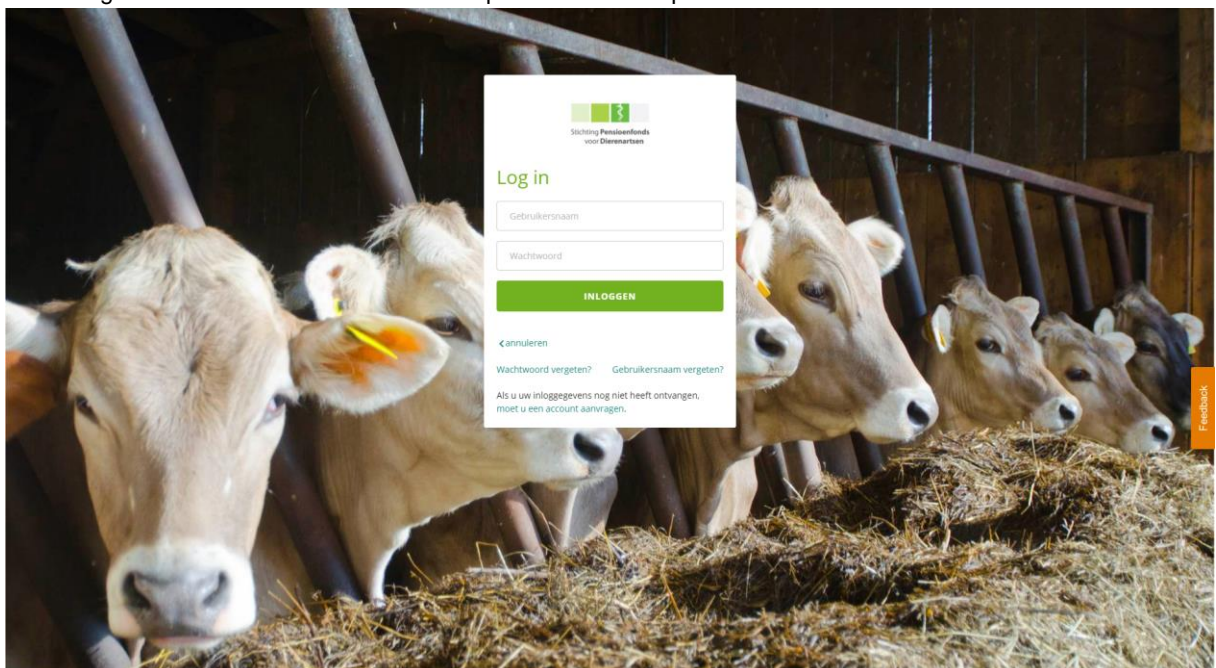 Stichting Pensioenfonds
voor Dierenartsen
Log in
Gebruikersnaam
Wachtwoord
INLOGGEN
annuleren
Wachtwoord vergeten? Gebruikersnaam vergeten?
Als u uw inloggegevens nog niet heeft ontvangen,
moet u een account aanvragen.
Feedback